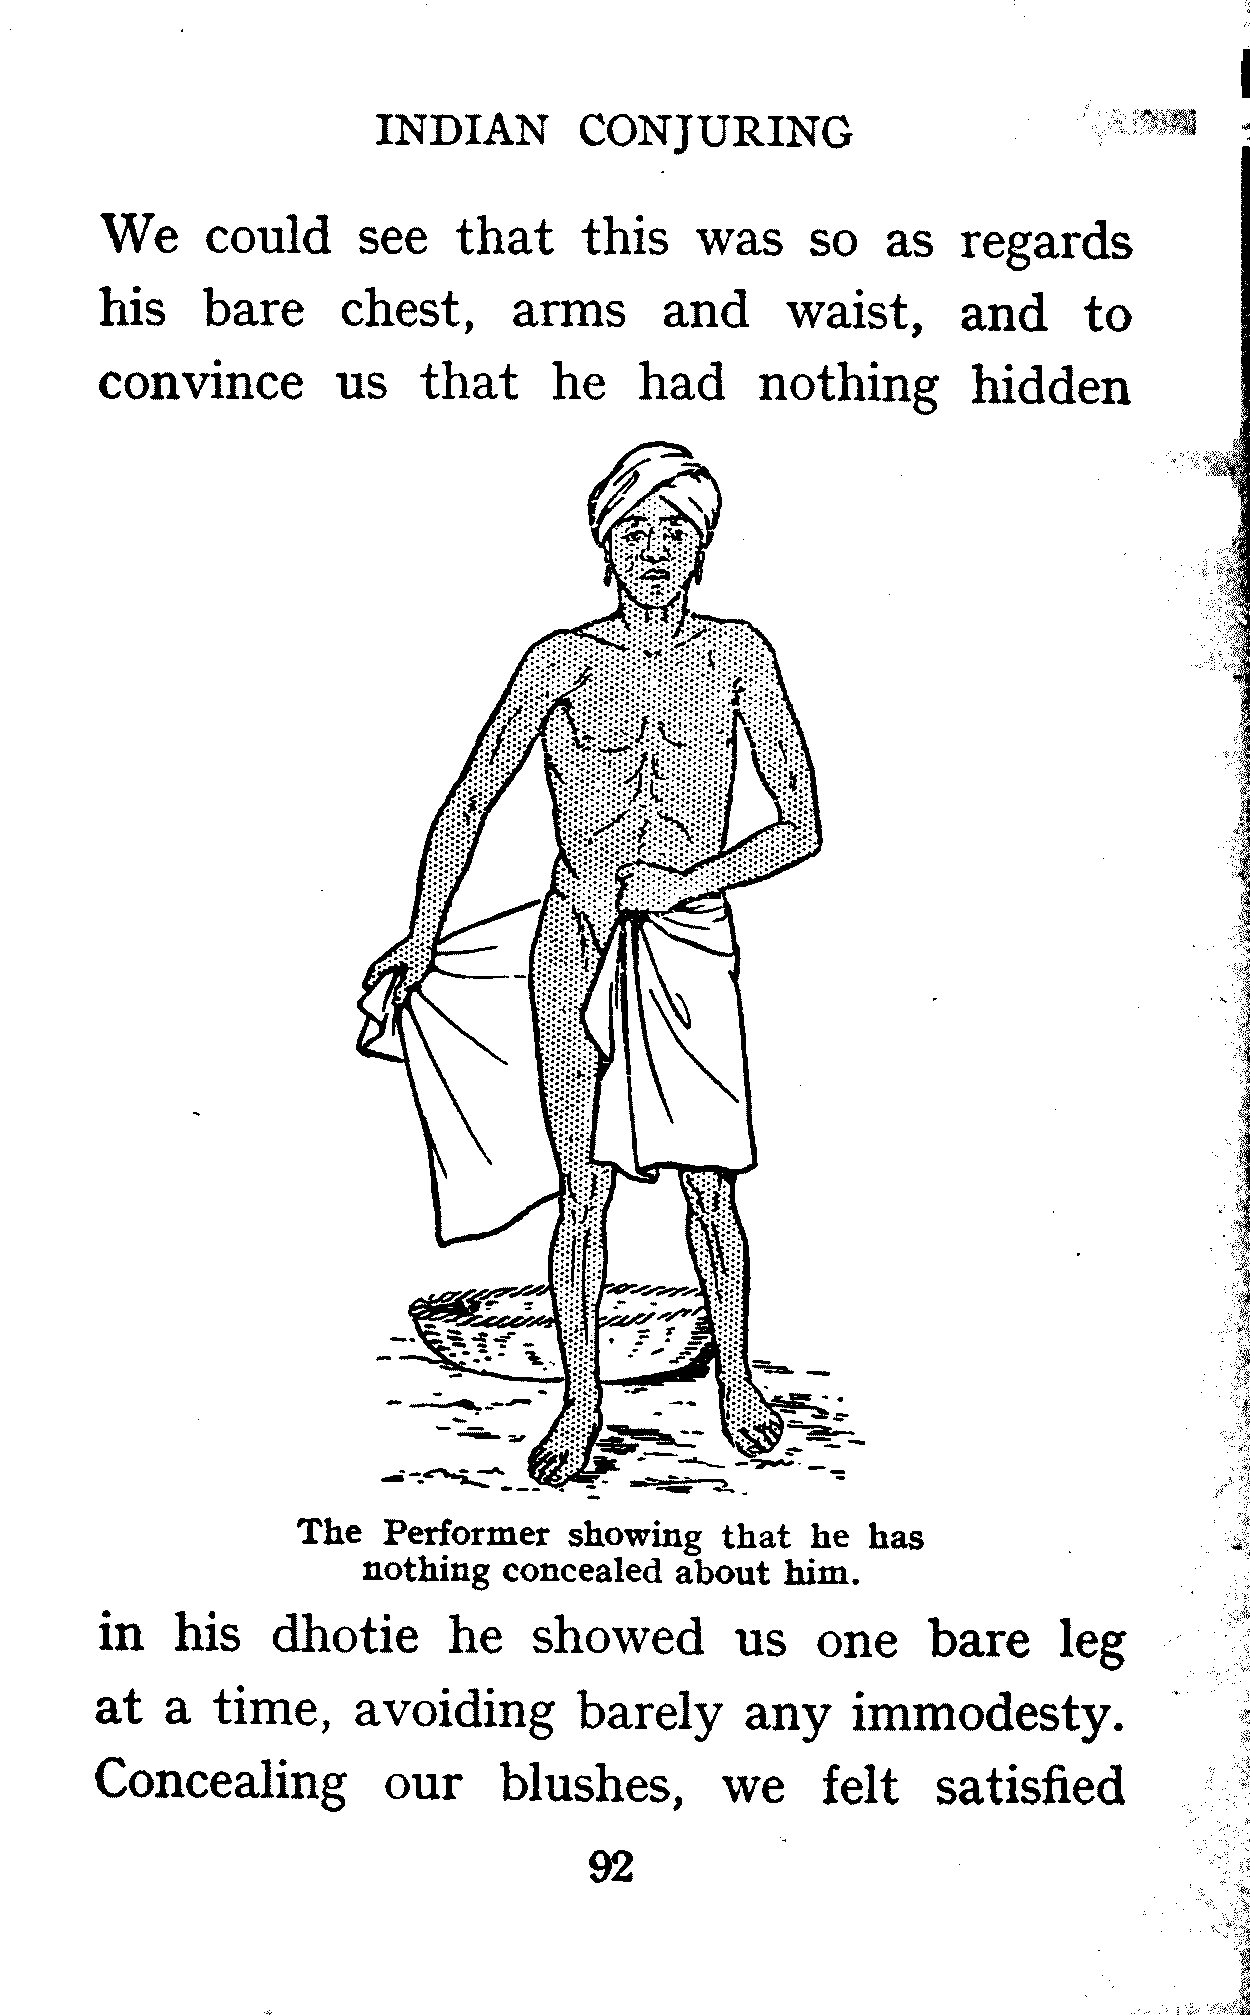 INDIAN CONJURING
We could see that this was so as regards
his bare chest, arms and waist, and to
convince us that he had nothing hidden
The Performer showing that he has
nothing concealed about him.
in his dhotie he showed us one bare leg
at a time, avoiding barely any immodesty.
Concealing our blushes, we felt satisfied
92